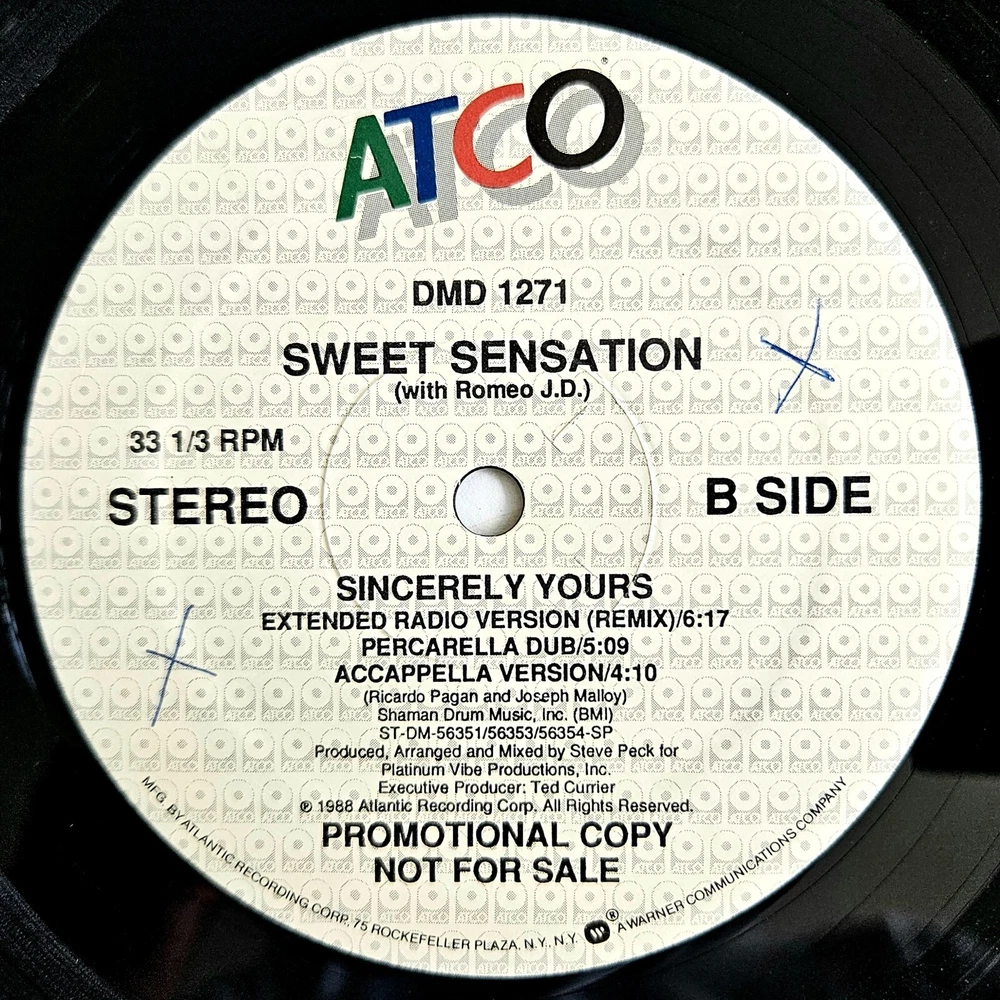 ATCO®
DMD 1271
SWEET SENSATION
(with Romeo J.D.)
33 1/3 RPM
STEREO
B SIDE
SINCERELY YOURS
EXTENDED RADIO VERSION (REMIX)/6:17
PERCARELLA DUB/5:09
ACCAPPELLA VERSION/4:10
(Ricardo Pagan and Joseph Malloy)
Shaman Drum Music, Inc. (BMI)
ST-DM-56351/56353/56354-SP
Produced, Arranged and Mixed by Steve Peck for
Platinum Vibe Productions, Inc.
Executive Producer: Ted Currier
℗ 1988 Atlantic Recording Corp. All Rights Reserved.
PROMOTIONAL COPY
NOT FOR SALE
MFG. BY ATLANTIC RECORDING CORP., 75 ROCKEFELLER PLAZA, N.Y., N.Y. ® A WARNER COMMUNICATIONS COMPANY